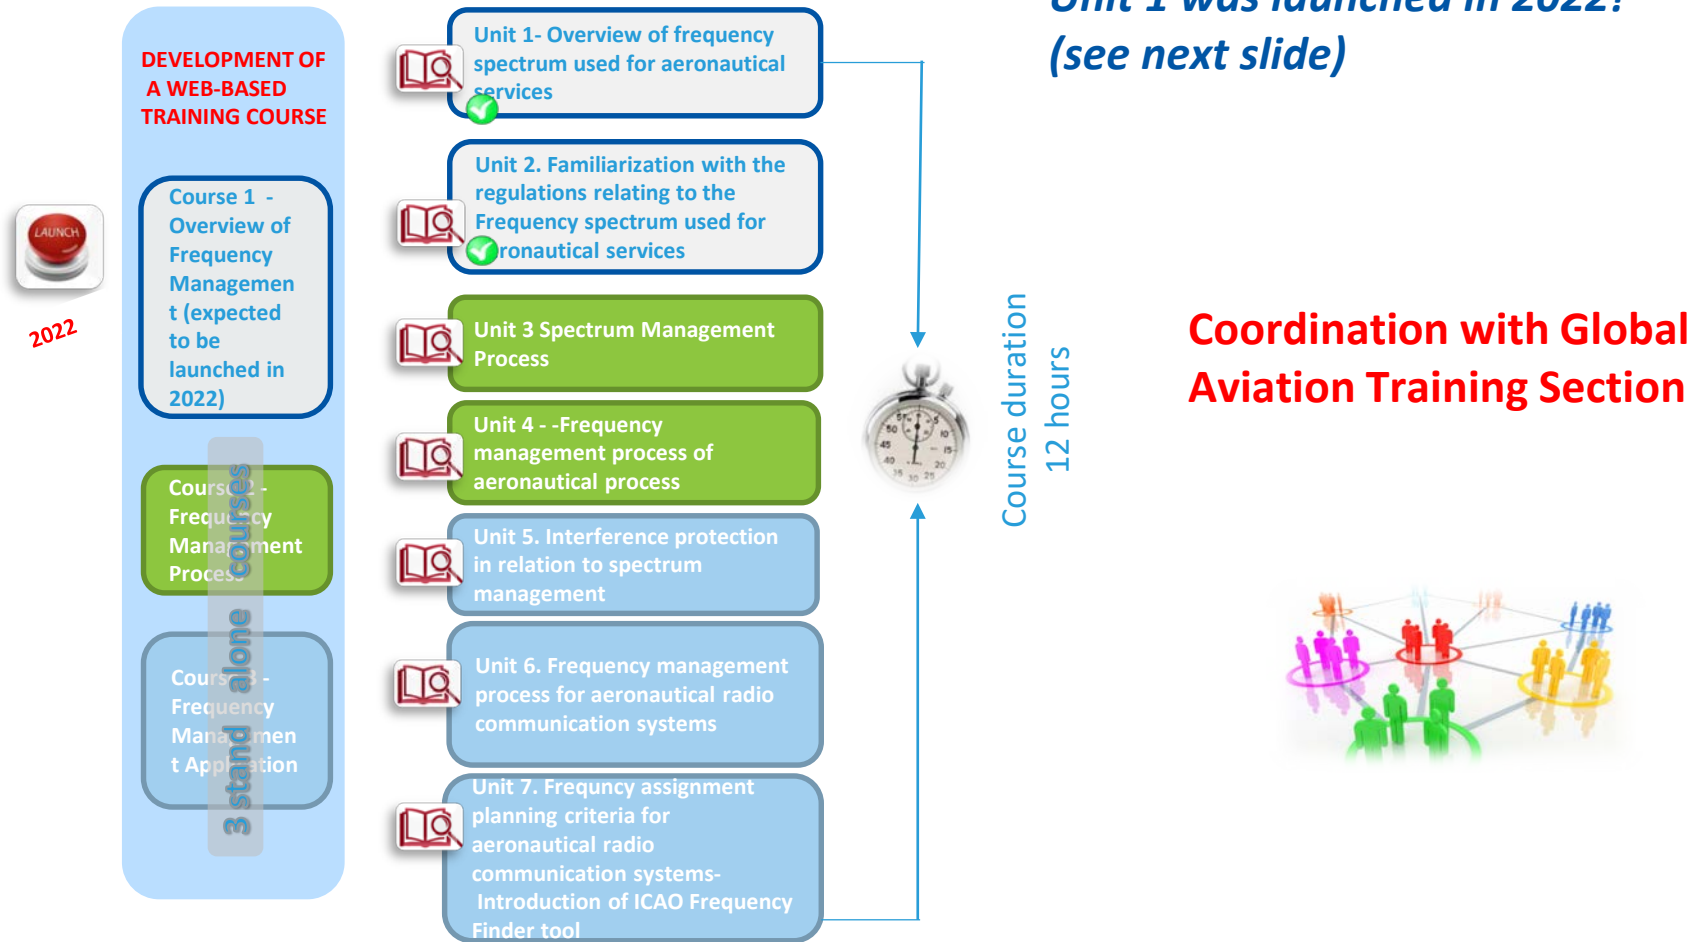 Unit 1 was launched in 2022!
(see next slide)
DEVELOPMENT OF
A WEB-BASED
TRAINING COURSE
LAUNCH
2022
Course 1 -
Overview of
Frequency
Managemen
t (expected
to be
launched in
2022)
Course 2 -
Frequency
Management
Process
Course 3 -
Frequency
Managemen
t Application
3 stand alone courses
Unit 1- Overview of frequency
spectrum used for aeronautical
services
Unit 2. Familiarization with the
regulations relating to the
Frequency spectrum used for
aeronautical services
Unit 3 Spectrum Management
Process
Unit 4 - -Frequency
management process of
aeronautical process
Unit 5. Interference protection
in relation to spectrum
management
Unit 6. Frequency management
process for aeronautical radio
communication systems
Unit 7. Frequncy assignment
planning criteria for
aeronautical radio
communication systems-
Introduction of ICAO Frequency
Finder tool
Course duration
12 hours
Coordination with Global
Aviation Training Section